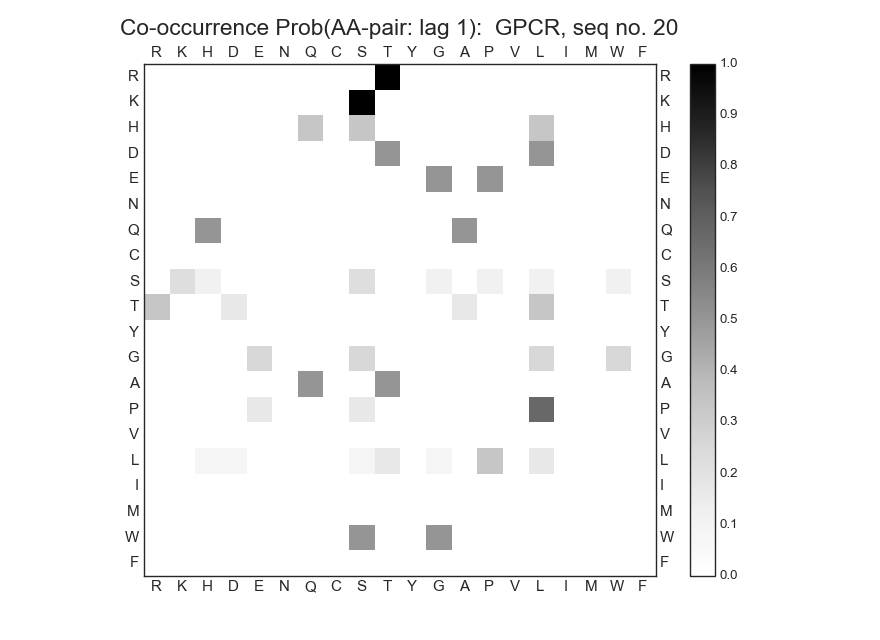 Co-occurrence Prob(AA-pair: lag 1):  GPCR, seq no. 20
R K H D E N Q C S T Y G A P V L I M W F
R R
K K
H H
D D
E E
N N
Q Q
C C
S S
T T
Y Y
G G
A A
P P
V V
L L
I I
M M
W W
F F
R K H D E N Q C S T Y G A P V L I M W F
1.0
0.9
0.8
0.7
0.6
0.5
0.4
0.3
0.2
0.1
0.0